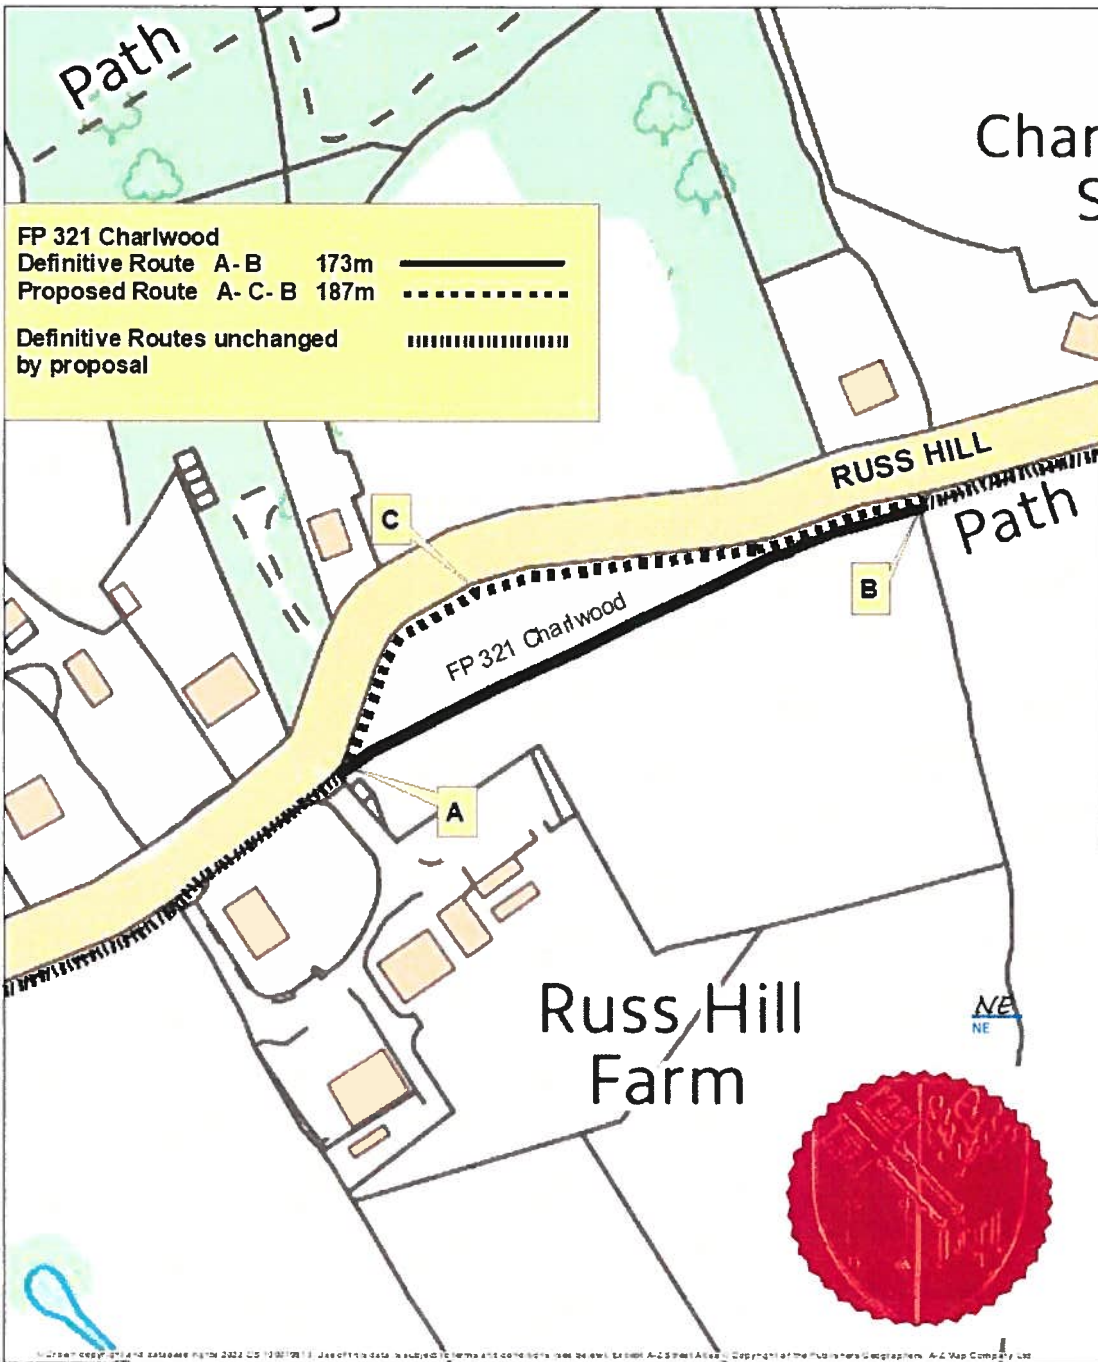 Path
Char
S
FP 321 Charlwood
Definitive Route A-B 173m
Proposed Route A-C-B 187m
Definitive Routes unchanged
by proposal
RUSS HILL
C
Path
B
FP 321 Charlwood
A
Russ Hill
Farm
NE
NE